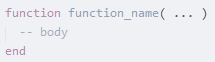 function function_name( ... )
  -- body
end